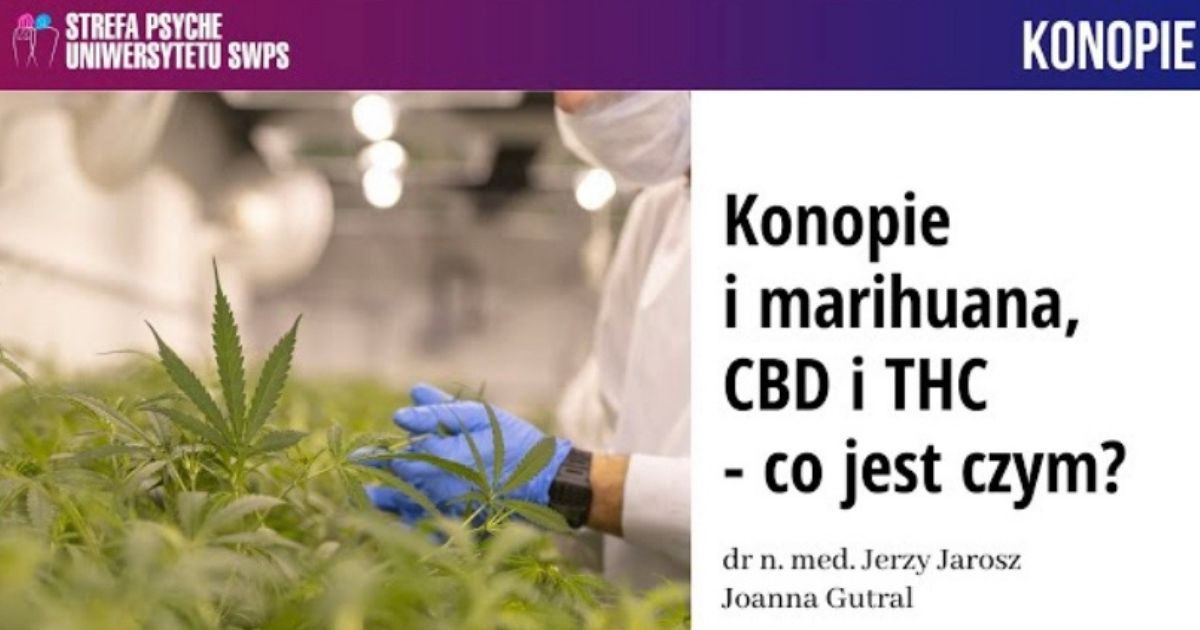 STREFA PSYCHE
UNIWERSYTETU SWPS
KONOPIE
Konopie
i marihuana,
CBD i THC
- co jest czym?
dr n. med. Jerzy Jarosz
Joanna Gutral